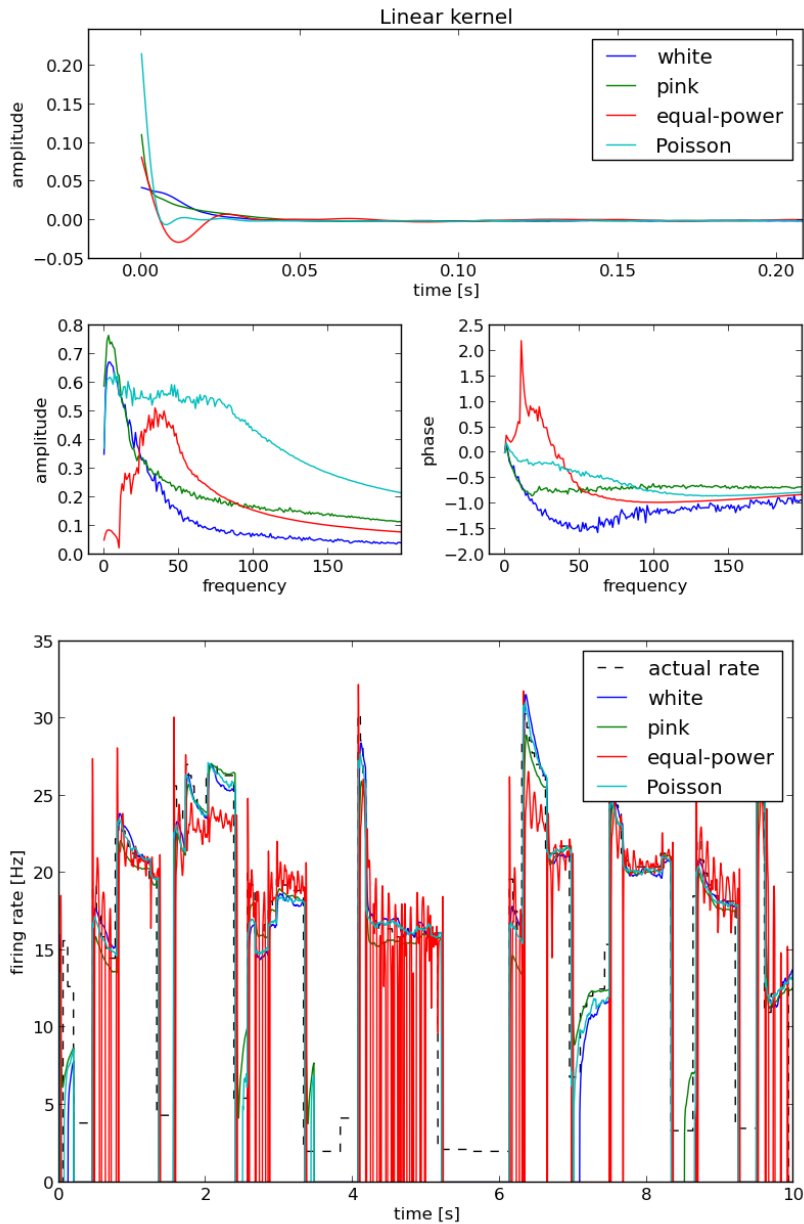 Linear kernel
amplitude
0.20
0.15
0.10
0.05
0.00
−0.05
white
pink
equal-power
Poisson
0.00 0.05 0.10 0.15 0.20
time [s]
amplitude
0.8
0.7
0.6
0.5
0.4
0.3
0.2
0.1
0.0
0 50 100 150
frequency
phase
2.5
2.0
1.5
1.0
0.5
0.0
−0.5
−1.0
−1.5
−2.0
0 50 100 150
frequency
firing rate [Hz]
35
30
25
20
15
10
5
0
actual rate
white
pink
equal-power
Poisson
0 2 4 6 8 10
time [s]